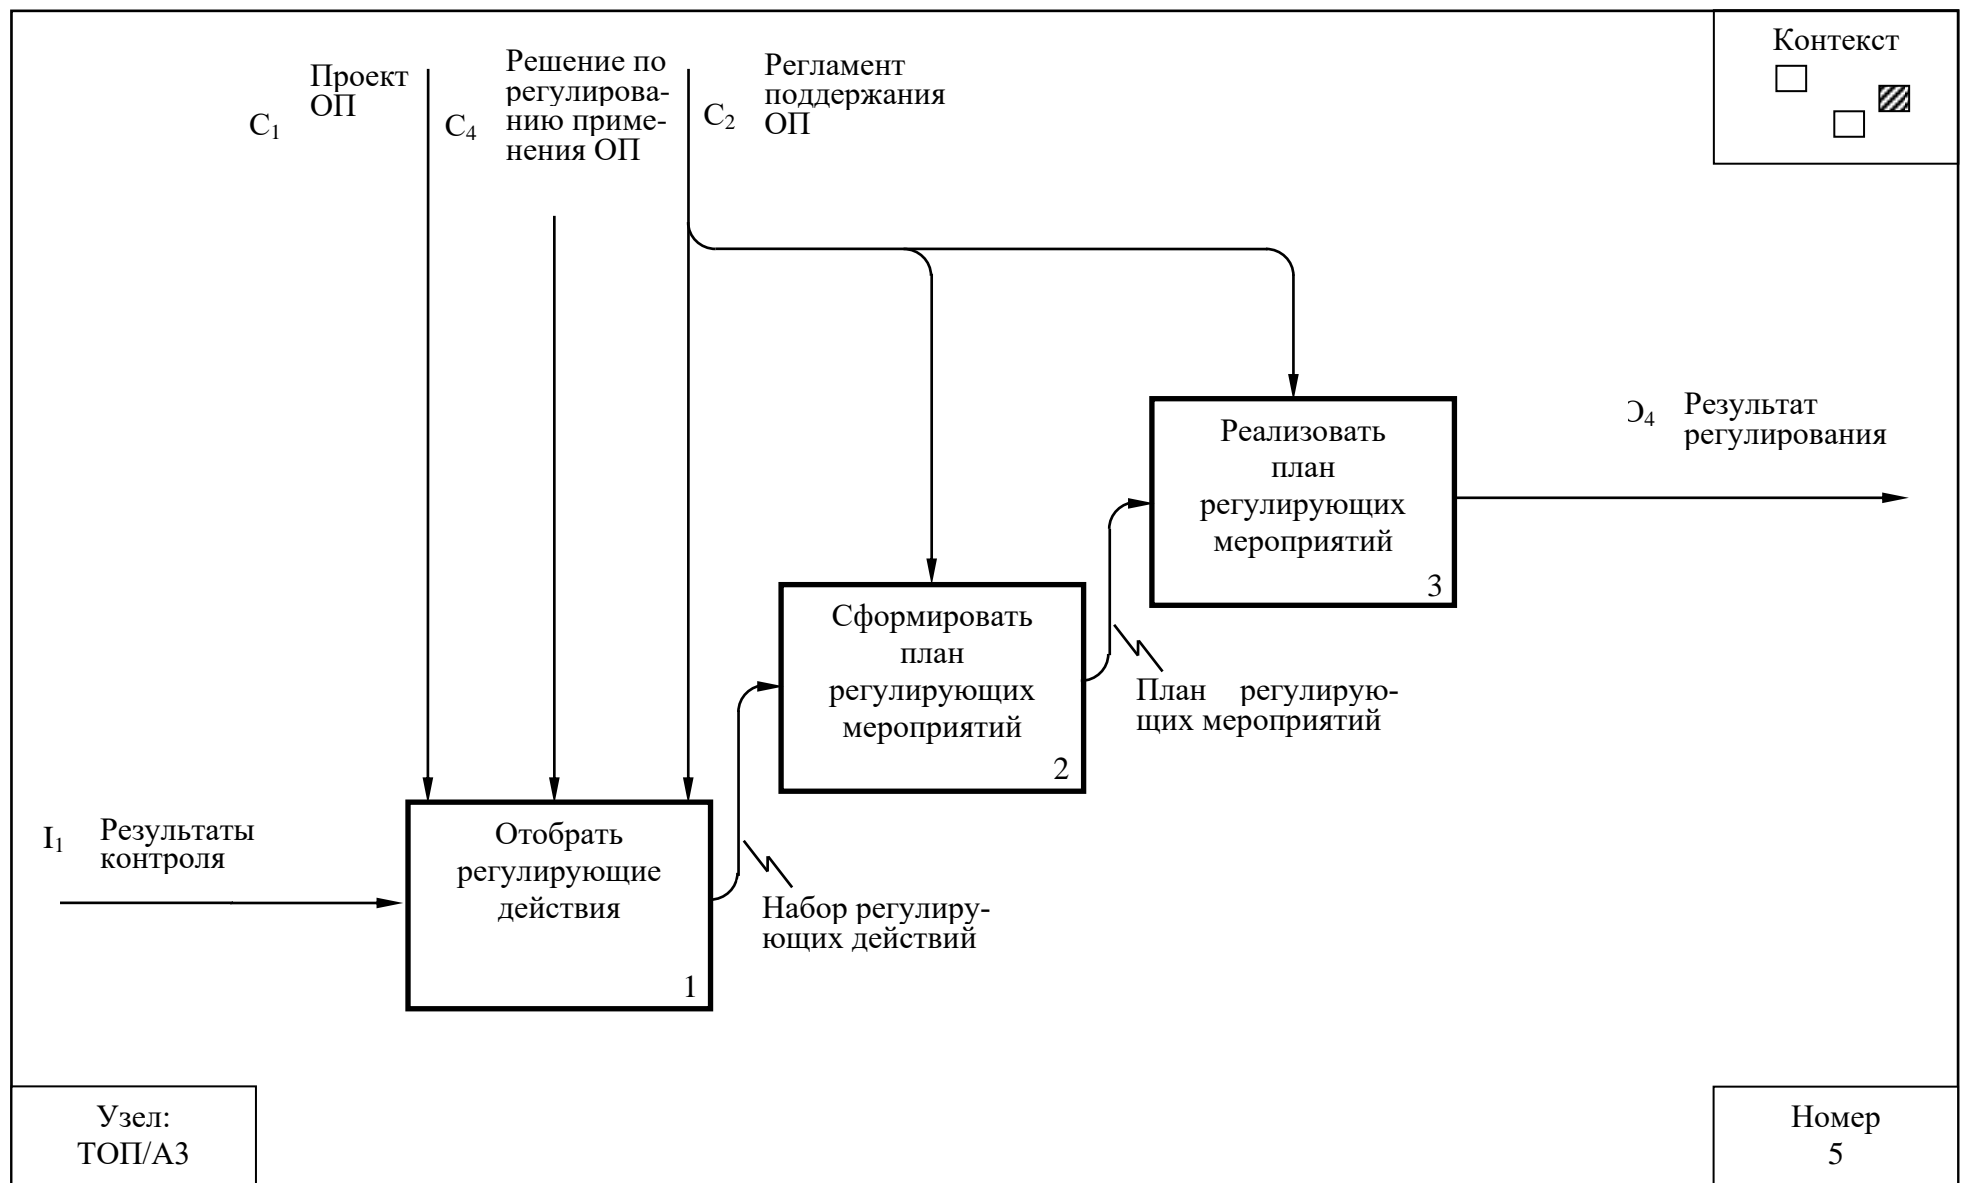 Контекст
Проект
ОП
C1
Решение по
регулирова-
нию приме-
нения ОП
C4
Регламент
поддержания
ОП
C2
Результат
регулирования
Реализовать
план
регулирующих
мероприятий
3
Сформировать
план
регулирующих
мероприятий
2
План регулирую-
щих мероприятий
I1
Результаты
контроля
Отобрать
регулирующие
действия
1
Набор регулиру-
ющих действий
Узел:
ТОП/А3
Номер
5